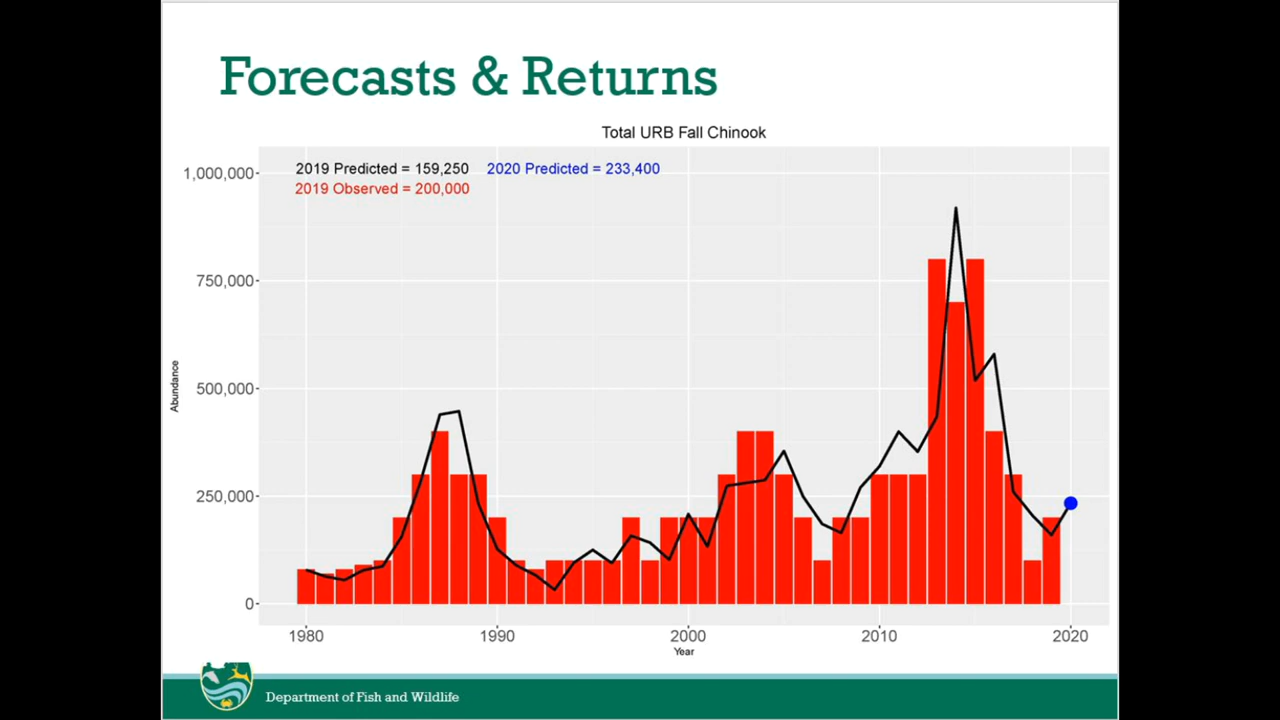 Forecasts & Returns
Total URB Fall Chinook
2019 Predicted = 159,250 2020 Predicted = 233,400
2019 Observed = 200,000
1,000,000
750,000
500,000
250,000
0
Abundance
1980 1990 2000 2010 2020
Year
Department of Fish and Wildlife